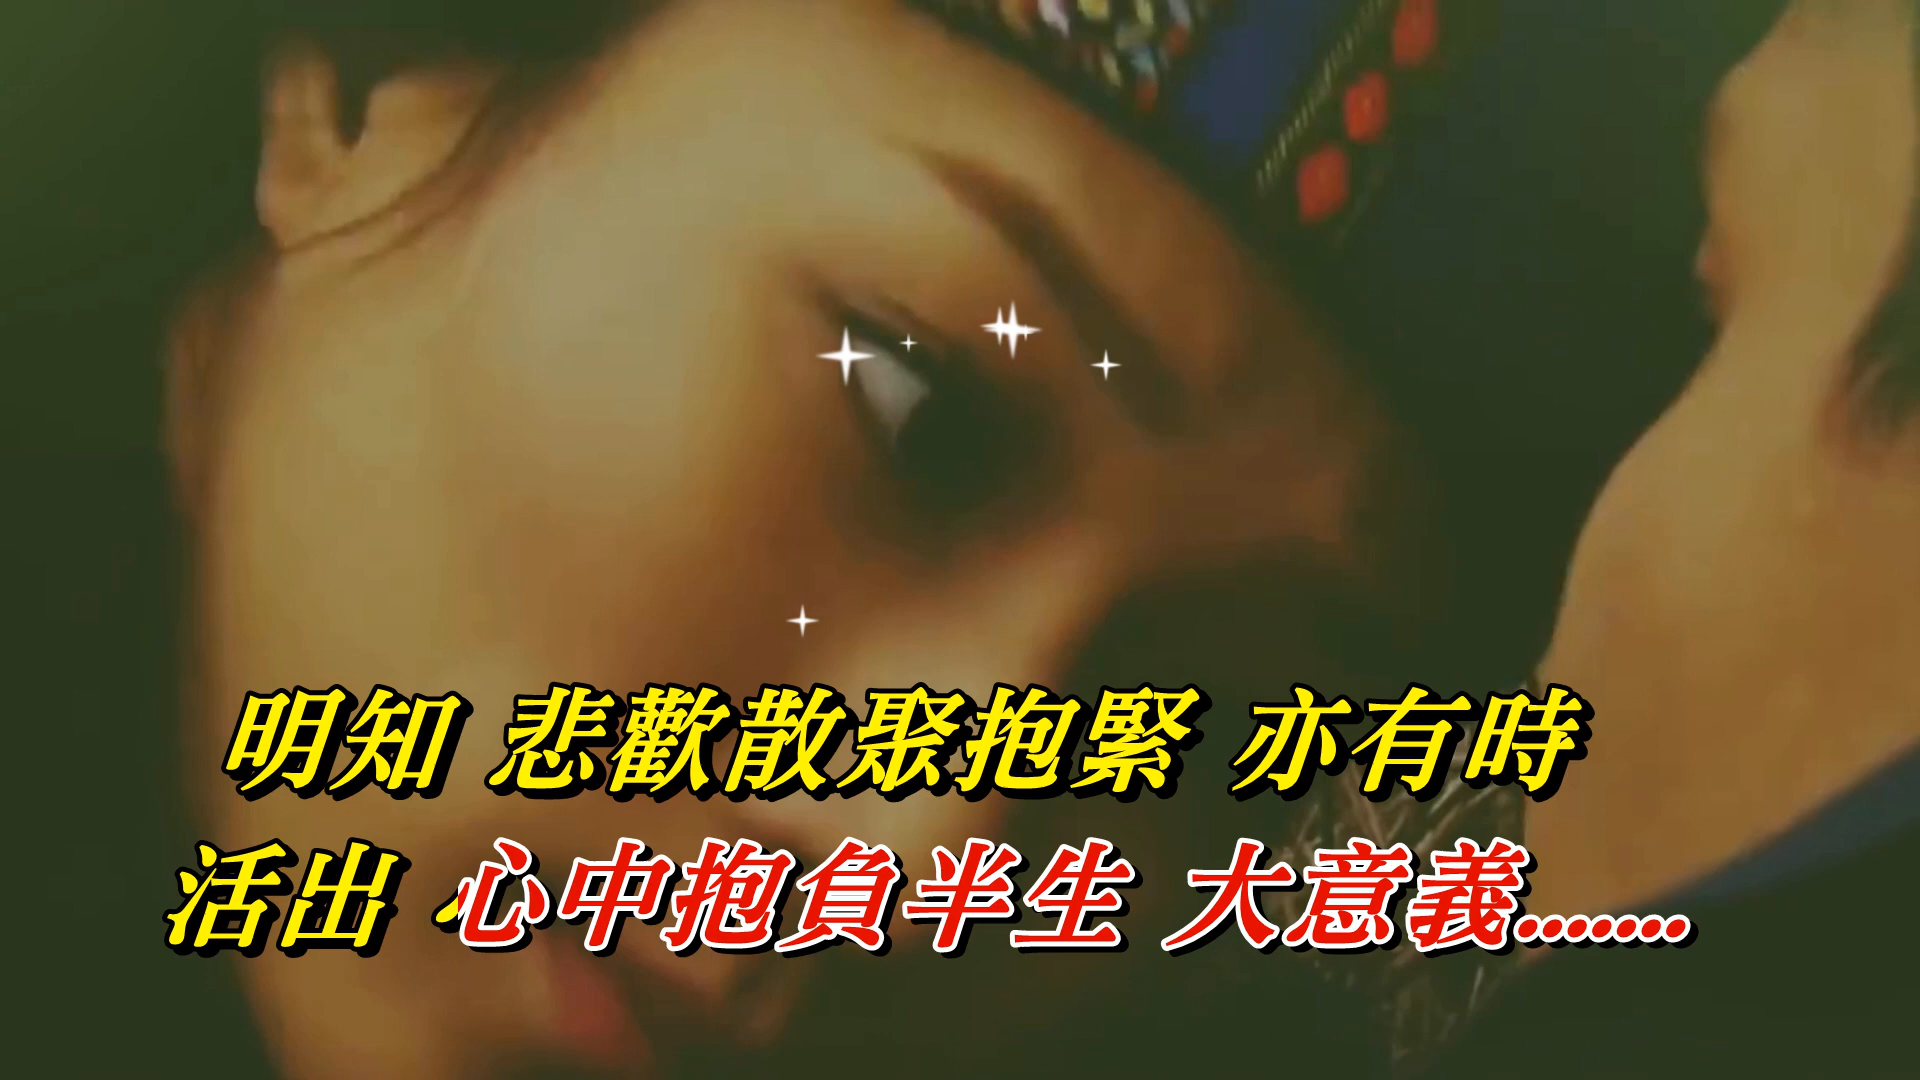 明知 悲歡散聚抱緊 亦有時
活出 心中抱負半生 大意義.......